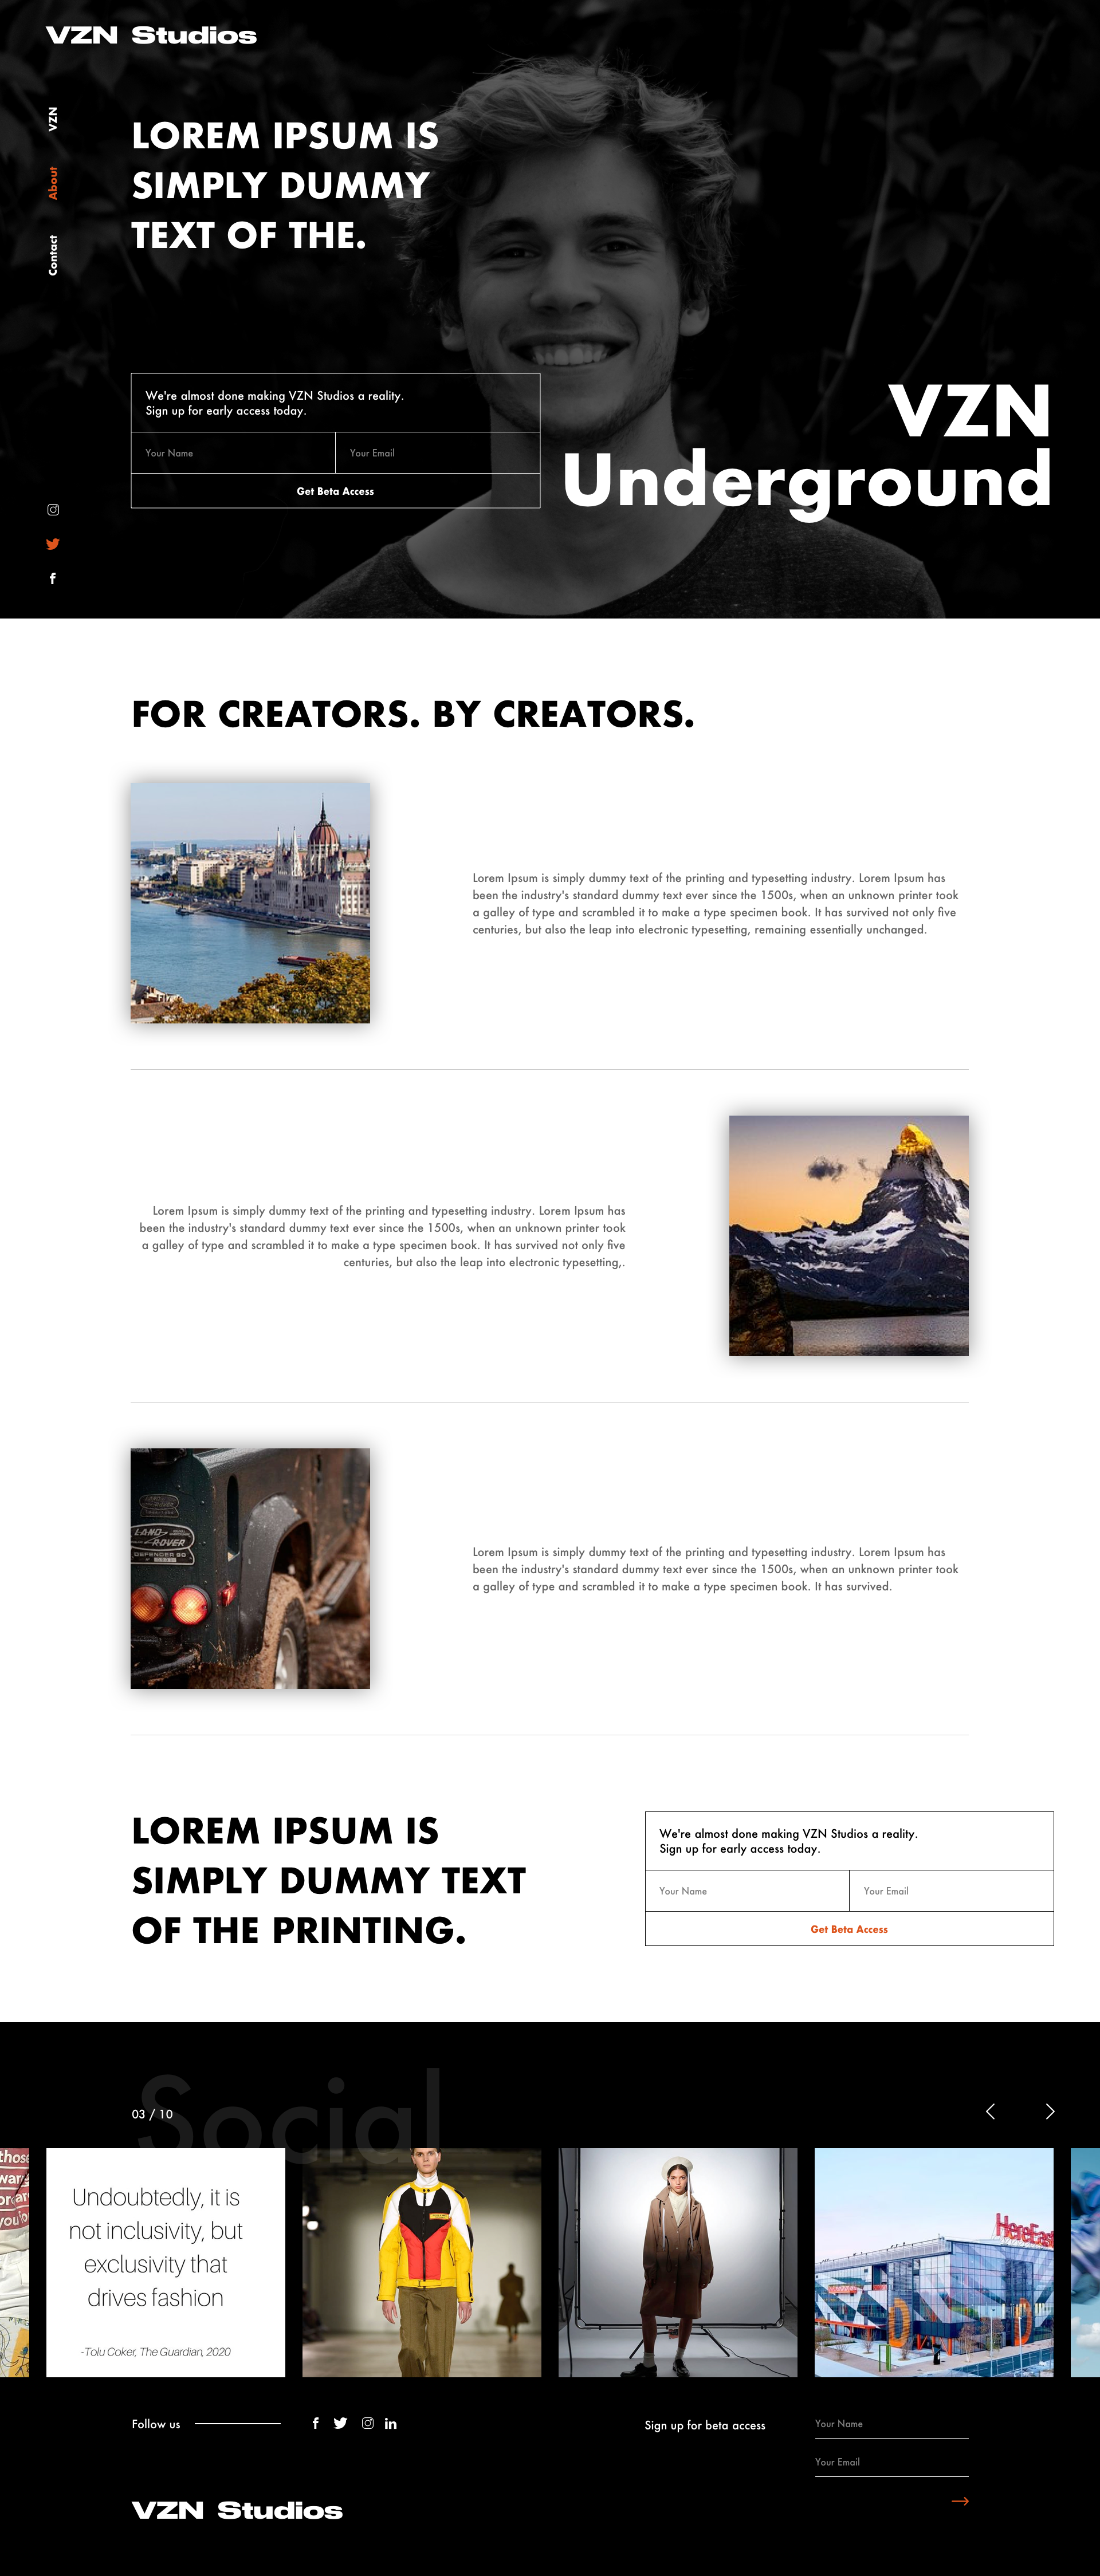 VZN Studios
VZN
About
Contact
LOREM IPSUM IS
SIMPLY DUMMY
TEXT OF THE.
We're almost done making VZN Studios a reality.
Sign up for early access today.
Your Name
Your Email
Get Beta Access
VZN
Underground
FOR CREATORS. BY CREATORS.
Lorem Ipsum is simply dummy text of the printing and typesetting industry. Lorem Ipsum has
been the industry's standard dummy text ever since the 1500s, when an unknown printer took
a galley of type and scrambled it to make a type specimen book. It has survived not only five
centuries, but also the leap into electronic typesetting, remaining essentially unchanged.
Lorem Ipsum is simply dummy text of the printing and typesetting industry. Lorem Ipsum has
been the industry's standard dummy text ever since the 1500s, when an unknown printer took
a galley of type and scrambled it to make a type specimen book. It has survived not only five
centuries, but also the leap into electronic typesetting,.
LAND
ROVER
DEFENDER 90
Lorem Ipsum is simply dummy text of the printing and typesetting industry. Lorem Ipsum has
been the industry's standard dummy text ever since the 1500s, when an unknown printer took
a galley of type and scrambled it to make a type specimen book. It has survived.
LOREM IPSUM IS
SIMPLY DUMMY TEXT
OF THE PRINTING.
We're almost done making VZN Studios a reality.
Sign up for early access today.
Your Name
Your Email
Get Beta Access
Social
03 / 10
Undoubtedly, it is
not inclusivity, but
exclusivity that
drives fashion
-Tolu Coker, The Guardian, 2020
HereEast
Follow us
Sign up for beta access
Your Name
Your Email
VZN Studios